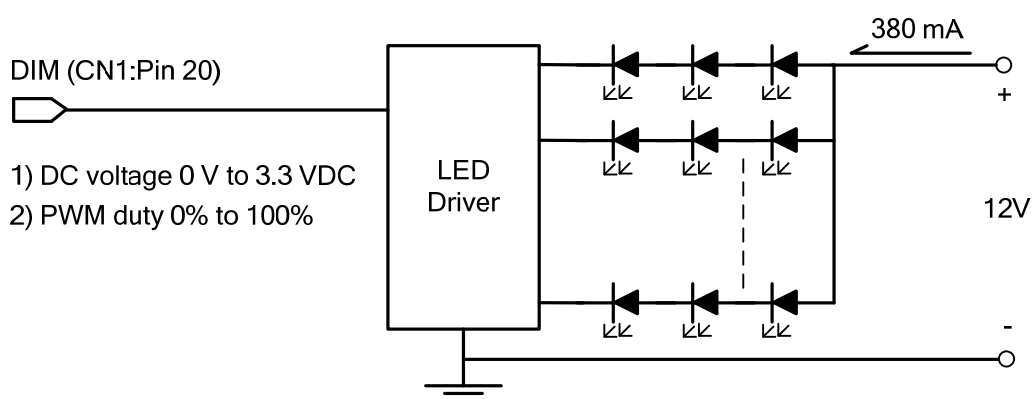 380 mA
DIM (CN1:Pin 20)
+
1) DC voltage 0 V to 3.3 VDC
2) PWM duty 0% to 100%
LED
Driver
12V
-